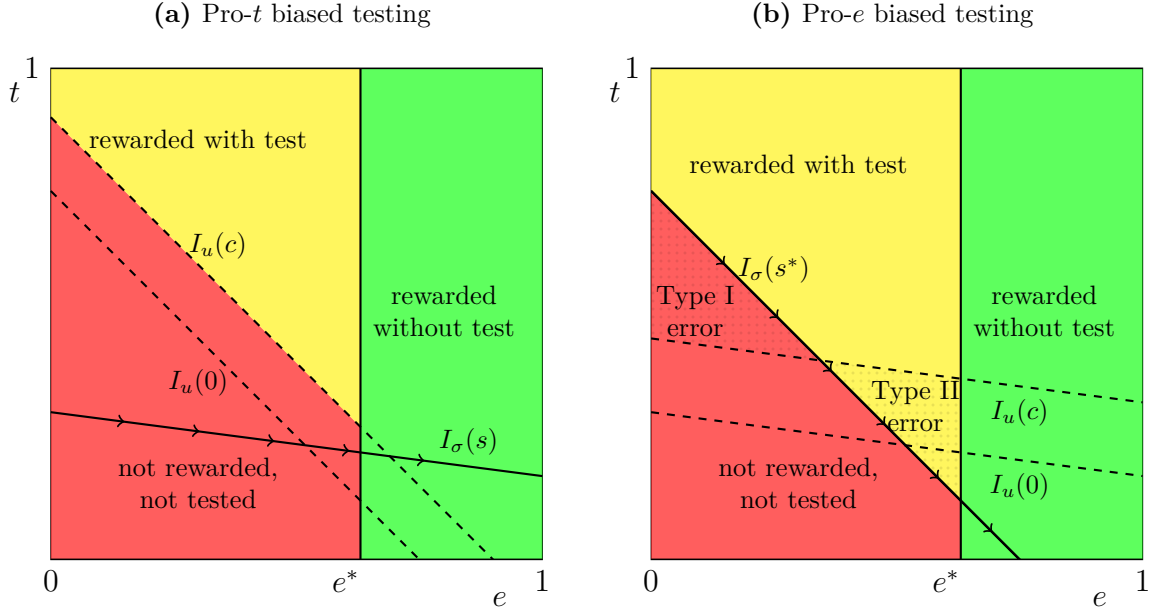 (a) Pro-t biased testing
1
t
rewarded with test
I_u(c)
rewarded
without test
I_u(0)
I_σ(s)
not rewarded,
not tested
0
e*
e
1
(b) Pro-e biased testing
1
t
rewarded with test
I_σ(s*)
Type I
error
rewarded
without test
Type II
error
I_u(c)
not rewarded,
not tested
I_u(0)
0
e*
e
1